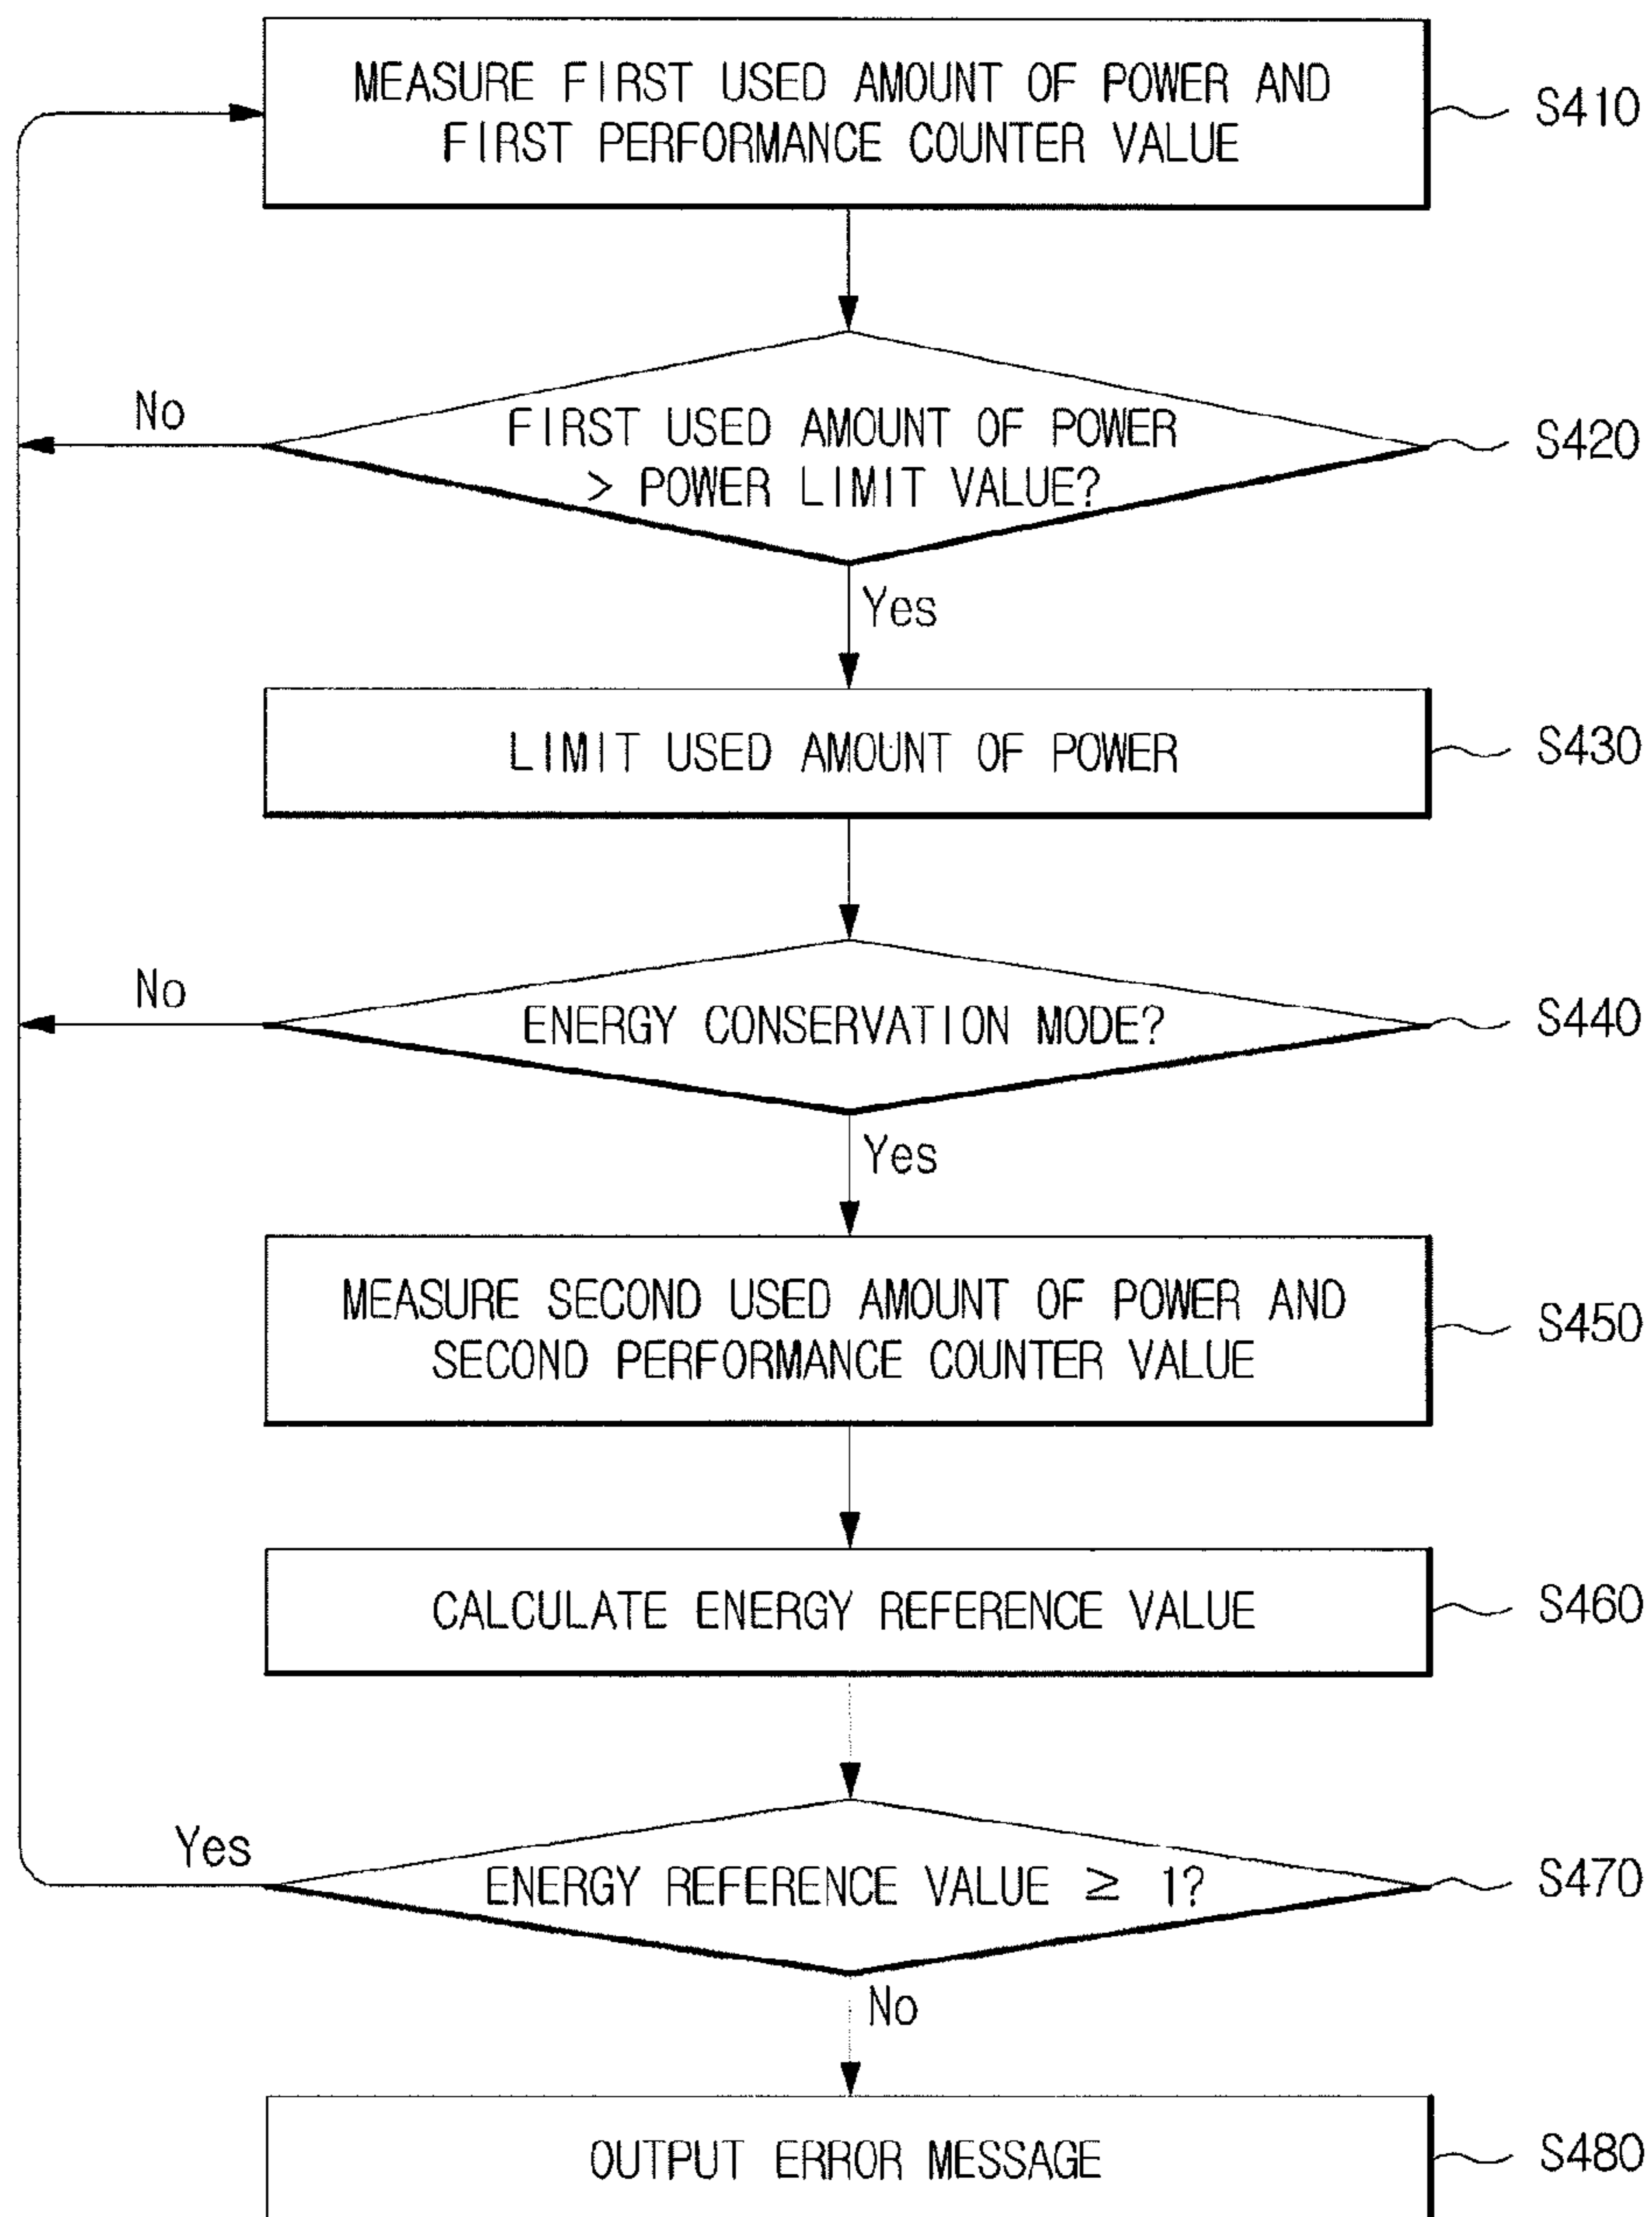 MEASURE FIRST USED AMOUNT OF POWER AND
FIRST PERFORMANCE COUNTER VALUE
S410
No
FIRST USED AMOUNT OF POWER
> POWER LIMIT VALUE?
S420
Yes
LIMIT USED AMOUNT OF POWER
S430
No
ENERGY CONSERVATION MODE?
S440
Yes
MEASURE SECOND USED AMOUNT OF POWER AND
SECOND PERFORMANCE COUNTER VALUE
S450
CALCULATE ENERGY REFERENCE VALUE
S460
Yes
ENERGY REFERENCE VALUE ≥ 1?
S470
No
OUTPUT ERROR MESSAGE
S480